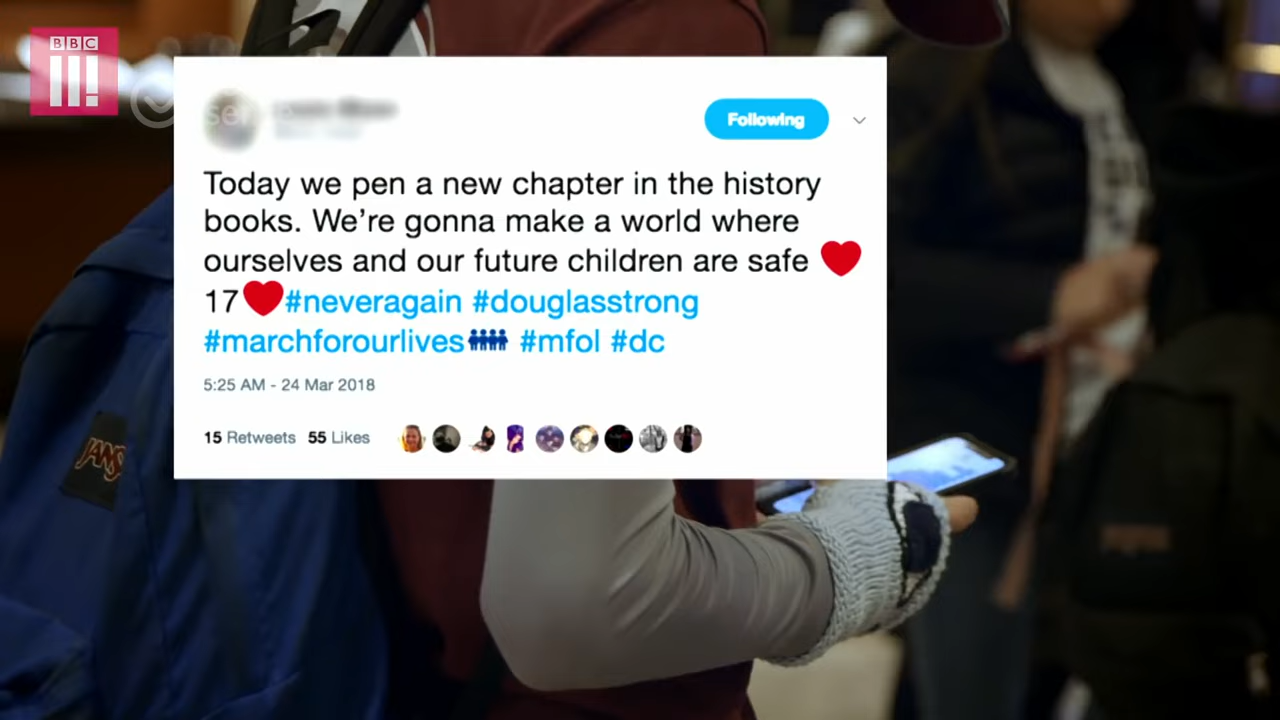 BBC
Following
Today we pen a new chapter in the history
books. We’re gonna make a world where
ourselves and our future children are safe ❤️
17❤️#neveragain #douglasstrong
#marchforourlives #mfol #dc
5:25 AM - 24 Mar 2018
15 Retweets 55 Likes
JANS